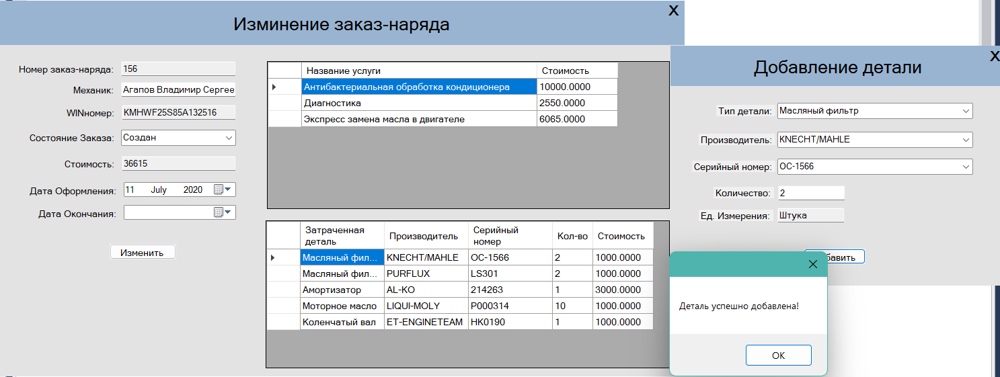 Изминение заказ-наряда
X
Номер заказ-наряда: 156
Механик: Агапов Владимир Сергее
WINномер: KMHWF25S85A132516
Состояние Заказа: Создан
Стоимость: 36615
Дата Оформления: 11 July 2020
Дата Окончания:
Изменить
Название услуги Стоимость
Антибактериальная обработка кондиционера 10000.0000
Диагностика 2550.0000
Экспресс замена масла в двигателе 6065.0000
Затраченная деталь Производитель Серийный номер Кол-во Стоимость
Масляный фил... KNECHT/MAHLE OC-1566 2 1000.0000
Масляный фил... PURFLUX LS301 2 1000.0000
Амортизатор AL-KO 214263 1 3000.0000
Моторное масло LIQUI-MOLY P000314 10 1000.0000
Коленчатый вал ET-ENGINETEAM HK0190 1 1000.0000
Добавление детали
X
Тип детали: Масляный фильтр
Производитель: KNECHT/MAHLE
Серийный номер: OC-1566
Количество: 2
Ед. Измерения: Штука
Деталь успешно добавлена!
OK